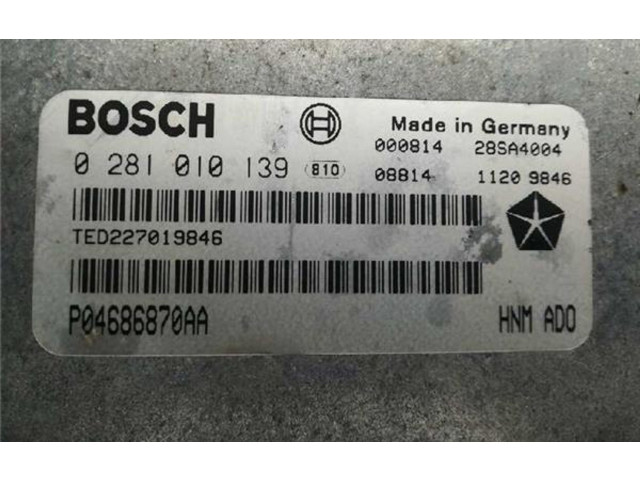 BOSCH
Made in Germany
000814 28SA4004
0 281 010 139 810
08814 1120 9846
TED227019846
P04686870AA
HNM ADO